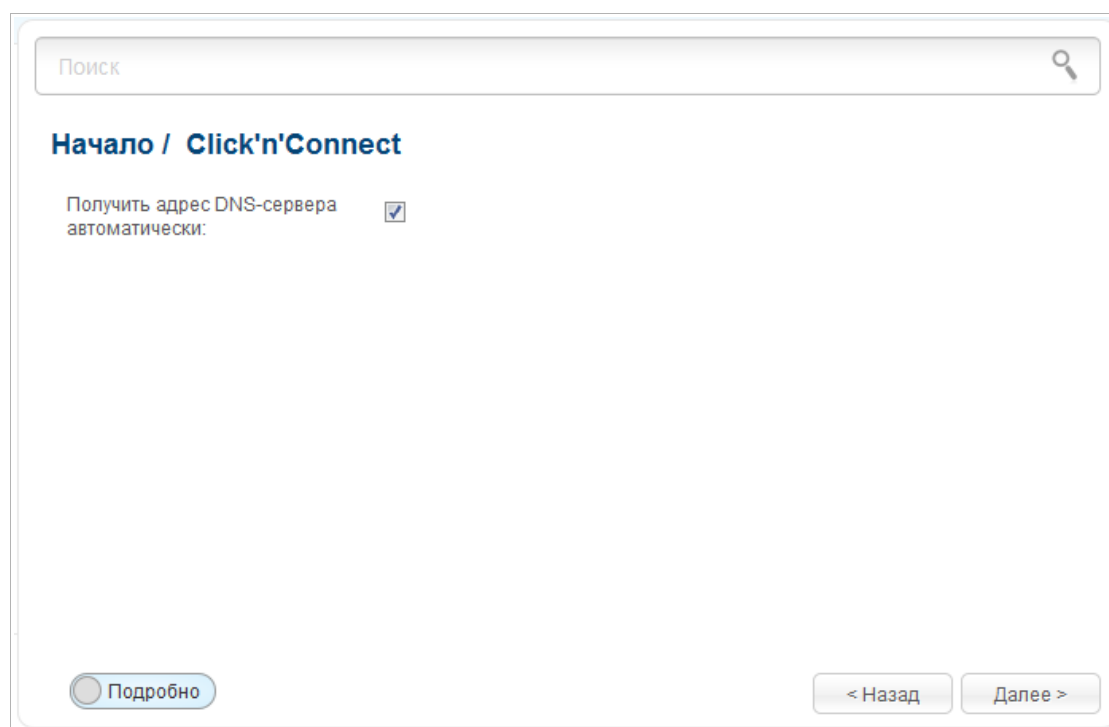 Поиск
Начало /  Click'n'Connect
Получить адрес DNS-сервера
автоматически:
Подробно
< Назад
Далее >